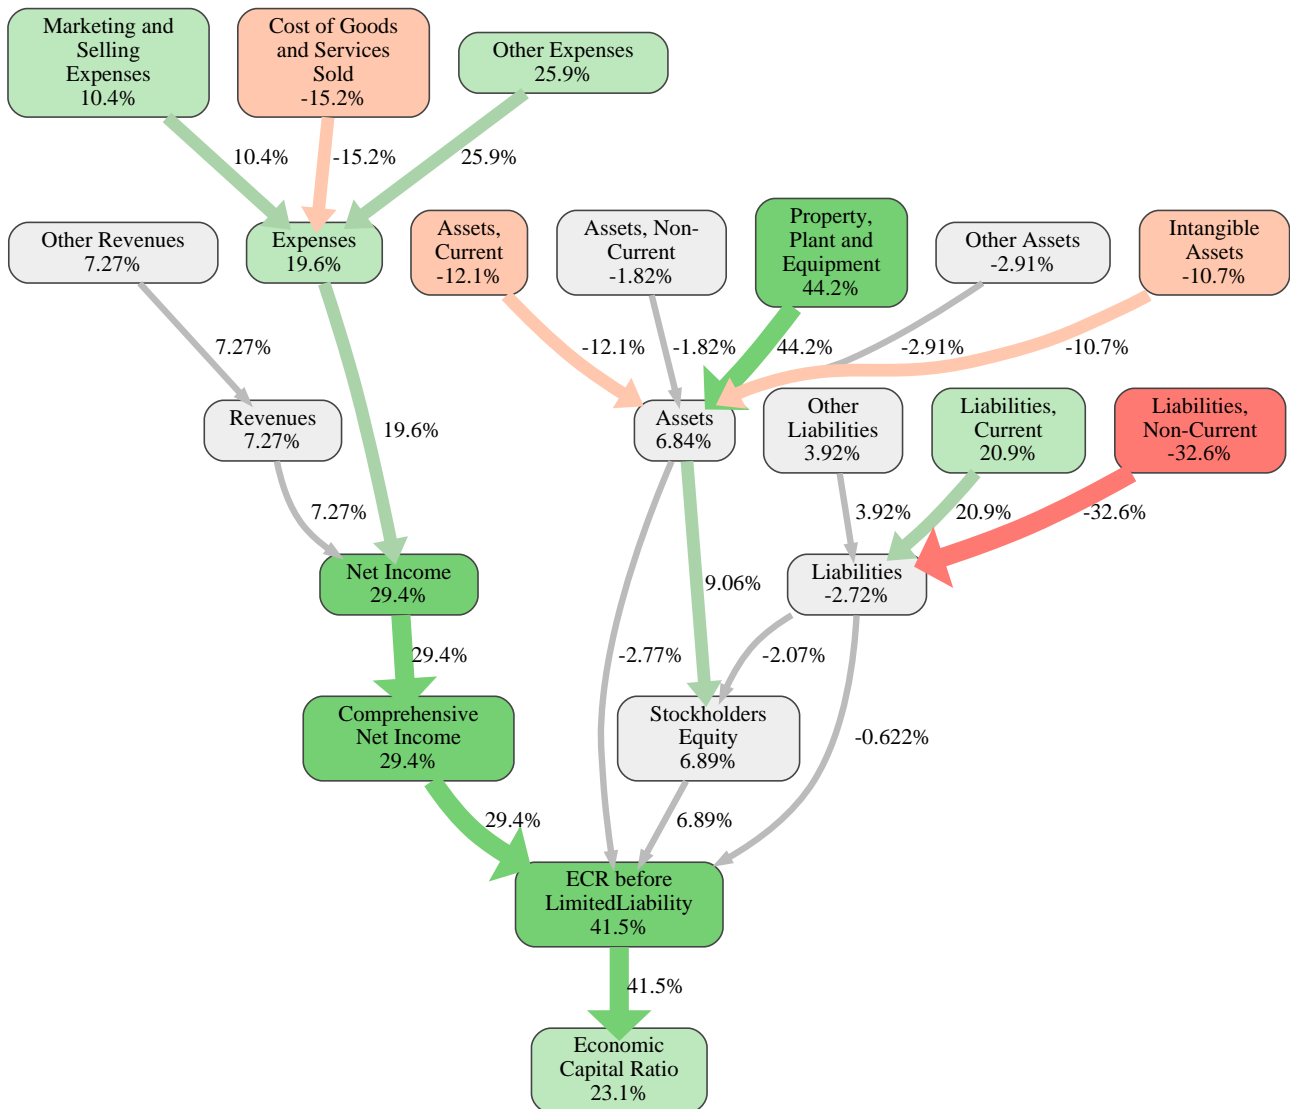 Marketing and
Selling
Expenses
10.4%
Cost of Goods
and Services
Sold
-15.2%
Other Expenses
25.9%
10.4%
-15.2%
25.9%
Other Revenues
7.27%
Expenses
19.6%
Assets,
Current
-12.1%
Assets, Non-
Current
-1.82%
Property,
Plant and
Equipment
44.2%
Other Assets
-2.91%
Intangible
Assets
-10.7%
7.27%
-12.1%
-1.82%
44.2%
-2.91%
-10.7%
Revenues
7.27%
19.6%
Assets
6.84%
Other
Liabilities
3.92%
Liabilities,
Current
20.9%
Liabilities,
Non-Current
-32.6%
7.27%
3.92%
20.9%
-32.6%
Net Income
29.4%
9.06%
Liabilities
-2.72%
29.4%
-2.77%
-2.07%
Comprehensive
Net Income
29.4%
Stockholders
Equity
6.89%
-0.622%
29.4%
6.89%
ECR before
LimitedLiability
41.5%
41.5%
Economic
Capital Ratio
23.1%